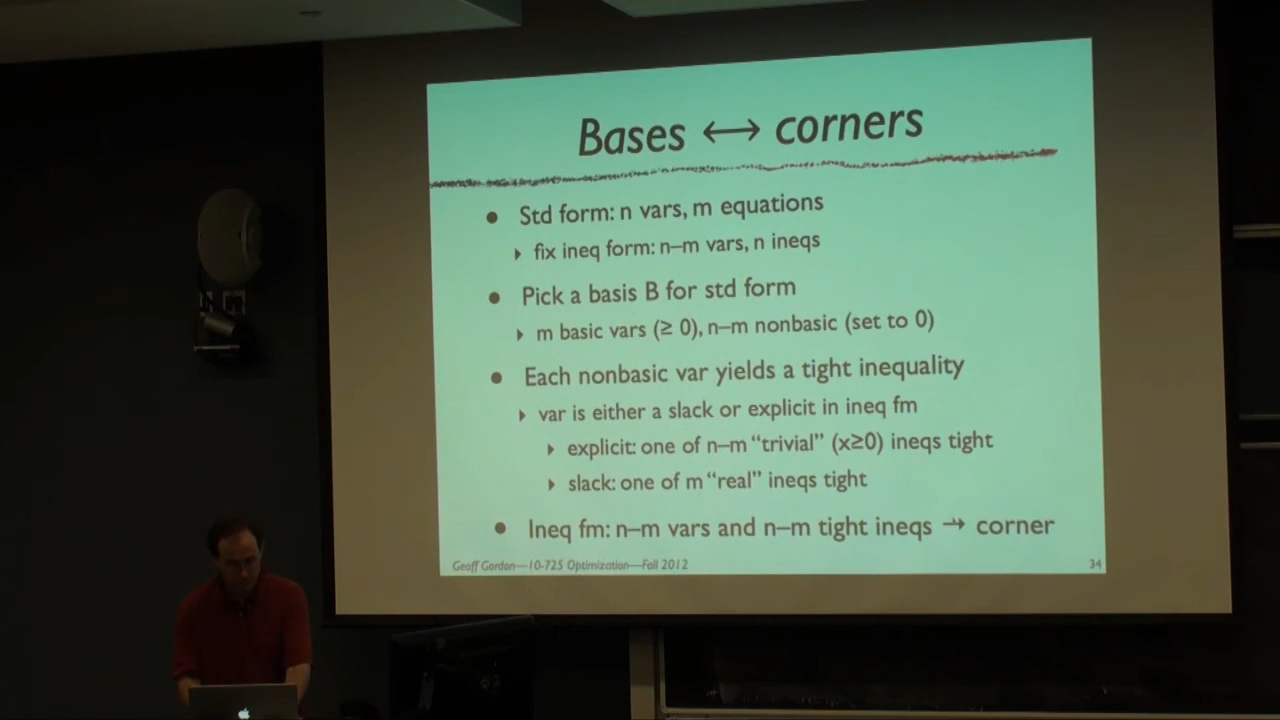 Bases ↔ corners
● Std form: n vars, m equations
‣ fix ineq form: n–m vars, n ineqs
● Pick a basis B for std form
‣ m basic vars (≥ 0), n–m nonbasic (set to 0)
● Each nonbasic var yields a tight inequality
‣ var is either a slack or explicit in ineq fm
‣ explicit: one of n–m “trivial” (x≥0) ineqs tight
‣ slack: one of m “real” ineqs tight
● Ineq fm: n–m vars and n–m tight ineqs → corner
Geoff Gordon—10-725 Optimization—Fall 2012
34